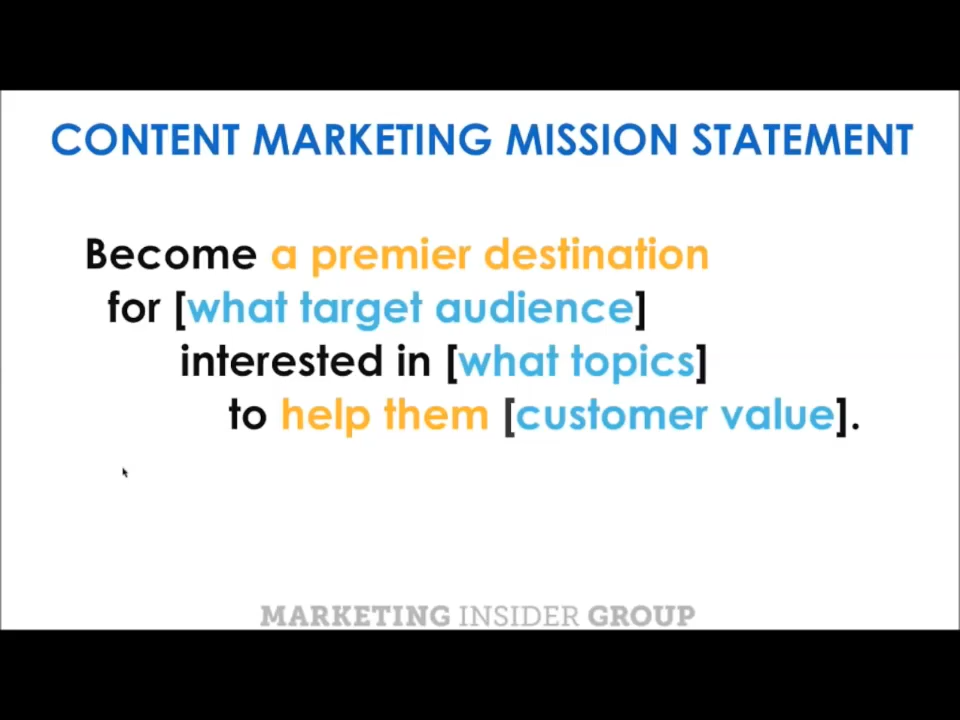 CONTENT MARKETING MISSION STATEMENT
Become a premier destination
for [what target audience]
interested in [what topics]
to help them [customer value].
MARKETING INSIDER GROUP